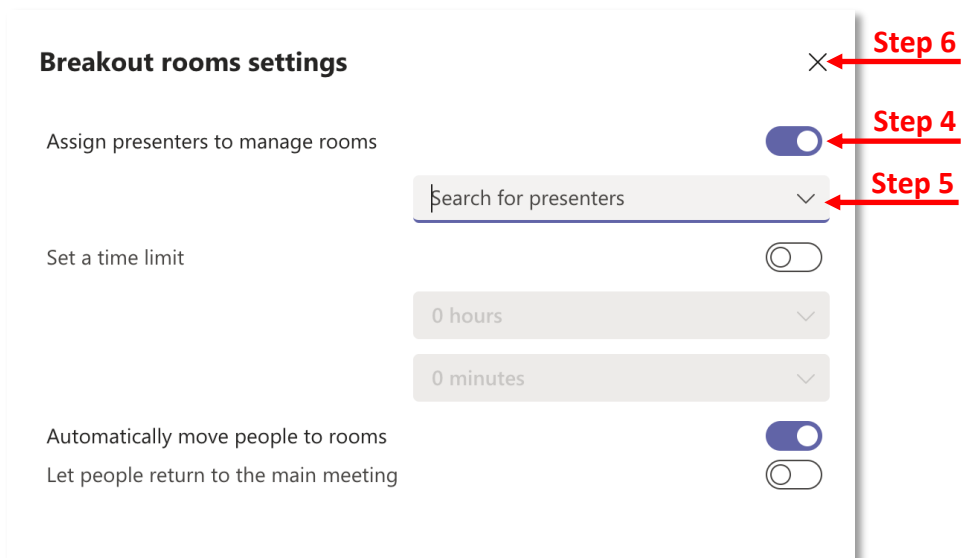 Breakout rooms settings
Step 6
Assign presenters to manage rooms
Step 4
Search for presenters
Step 5
Set a time limit
0 hours
0 minutes
Automatically move people to rooms
Let people return to the main meeting